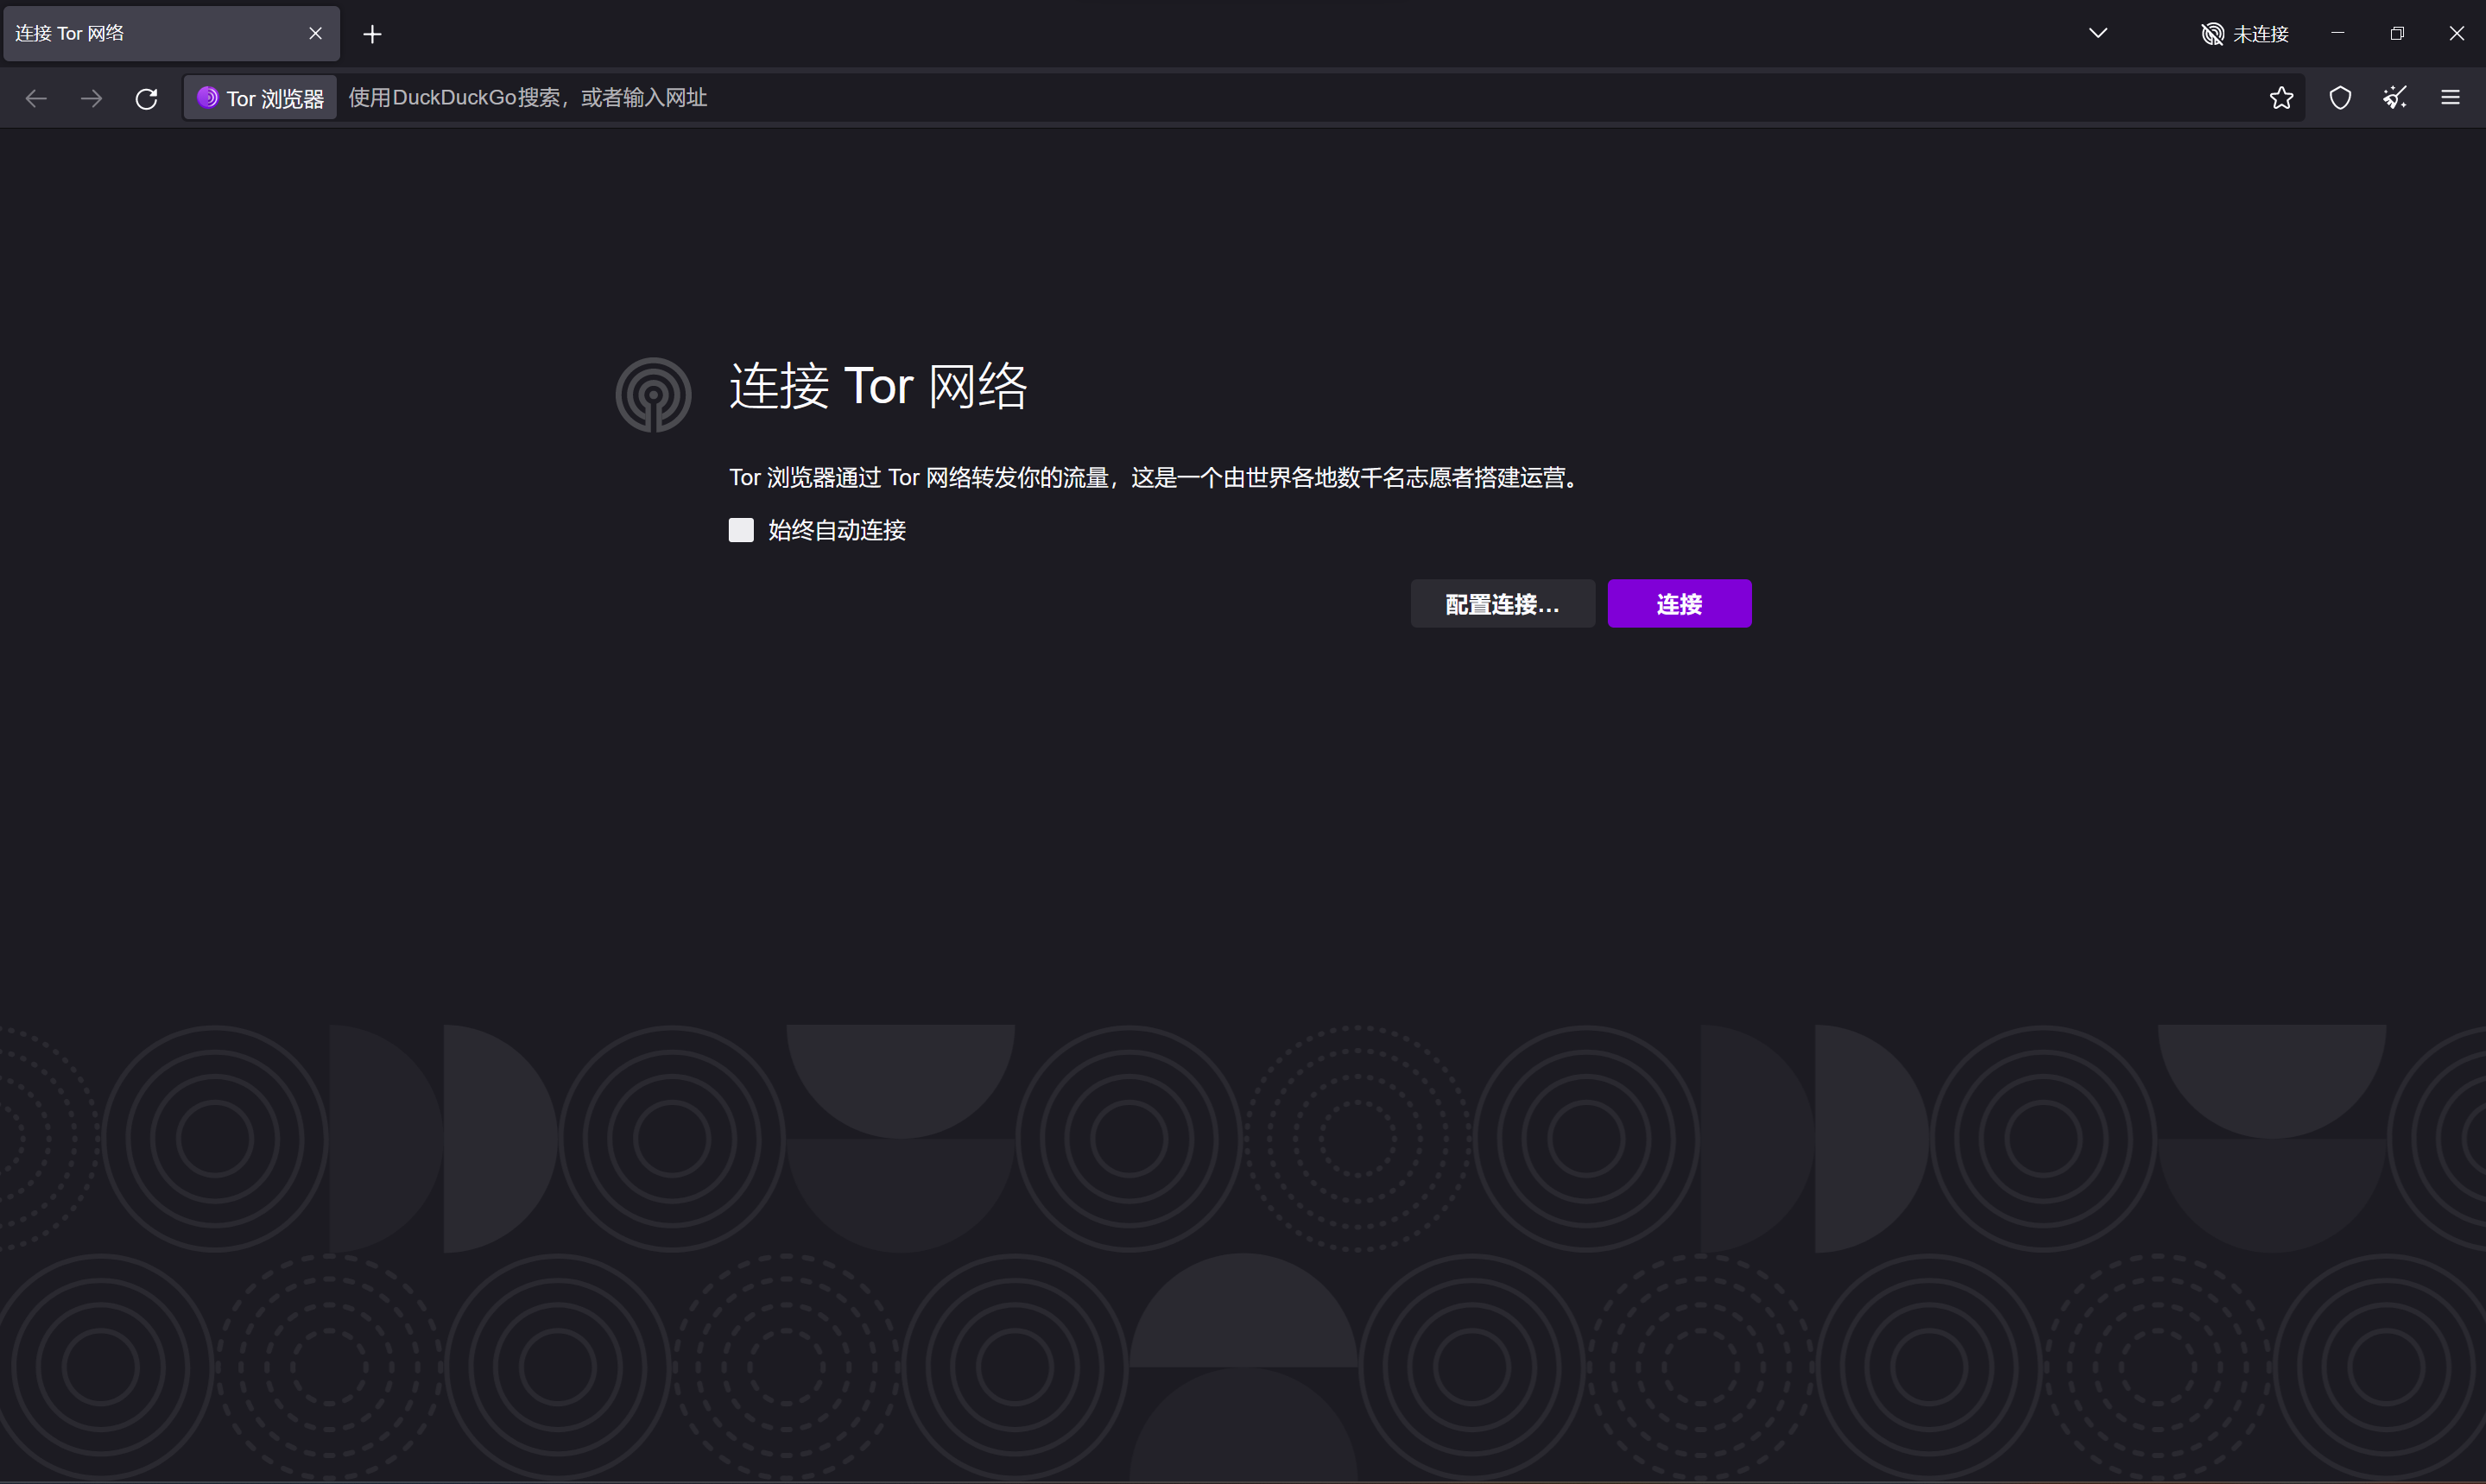 连接 Tor 网络
未连接
Tor 浏览器
使用DuckDuckGo搜索，或者输入网址
连接 Tor 网络
Tor 浏览器通过 Tor 网络转发你的流量，这是一个由世界各地数千名志愿者搭建运营。
始终自动连接
配置连接…
连接